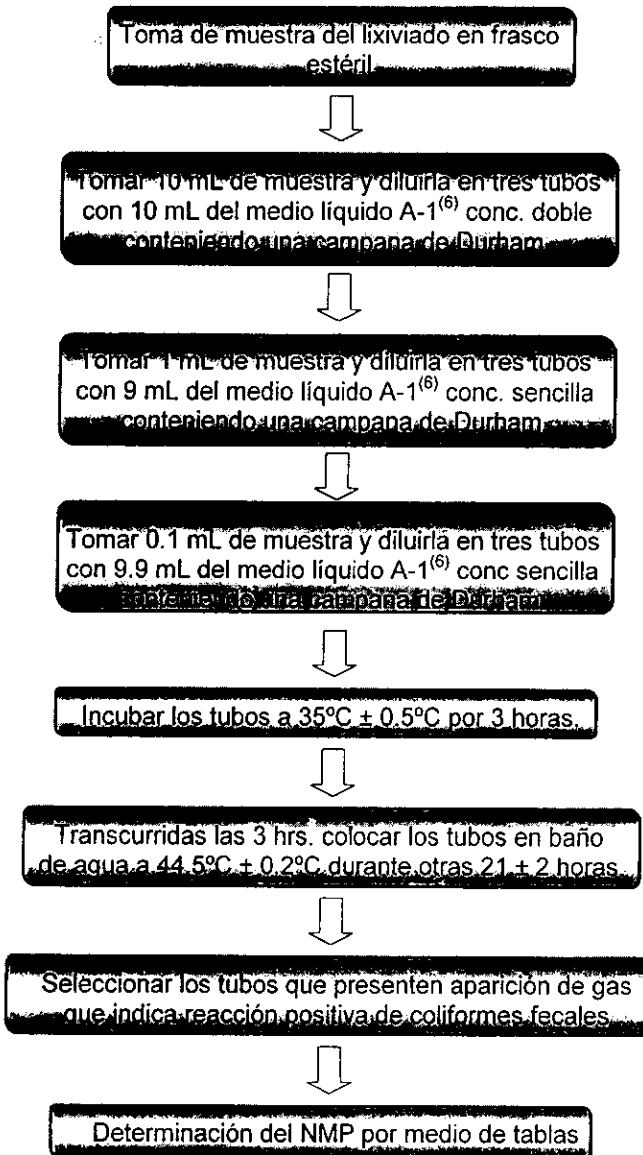 Toma de muestra del lixiviado en frasco
estéril
Tomar 10 mL de muestra y diluirla en tres tubos
con 10 mL del medio líquido A-1⁽⁶⁾ conc. doble
conteniendo una campana de Durham
Tomar 1 mL de muestra y diluirla en tres tubos
con 9 mL del medio líquido A-1⁽⁶⁾ conc. sencilla
conteniendo una campana de Durham
Tomar 0.1 mL de muestra y diluirla en tres tubos
con 9.9 mL del medio líquido A-1⁽⁶⁾ conc sencilla
conteniendo una campana de Durham
Incubar los tubos a 35ºC ± 0.5ºC por 3 horas.
Transcurridas las 3 hrs. colocar los tubos en baño
de agua a 44.5ºC ± 0.2ºC durante otras 21 ± 2 horas
Seleccionar los tubos que presenten aparición de gas
que indica reacción positiva de coliformes fecales
Determinación del NMP por medio de tablas